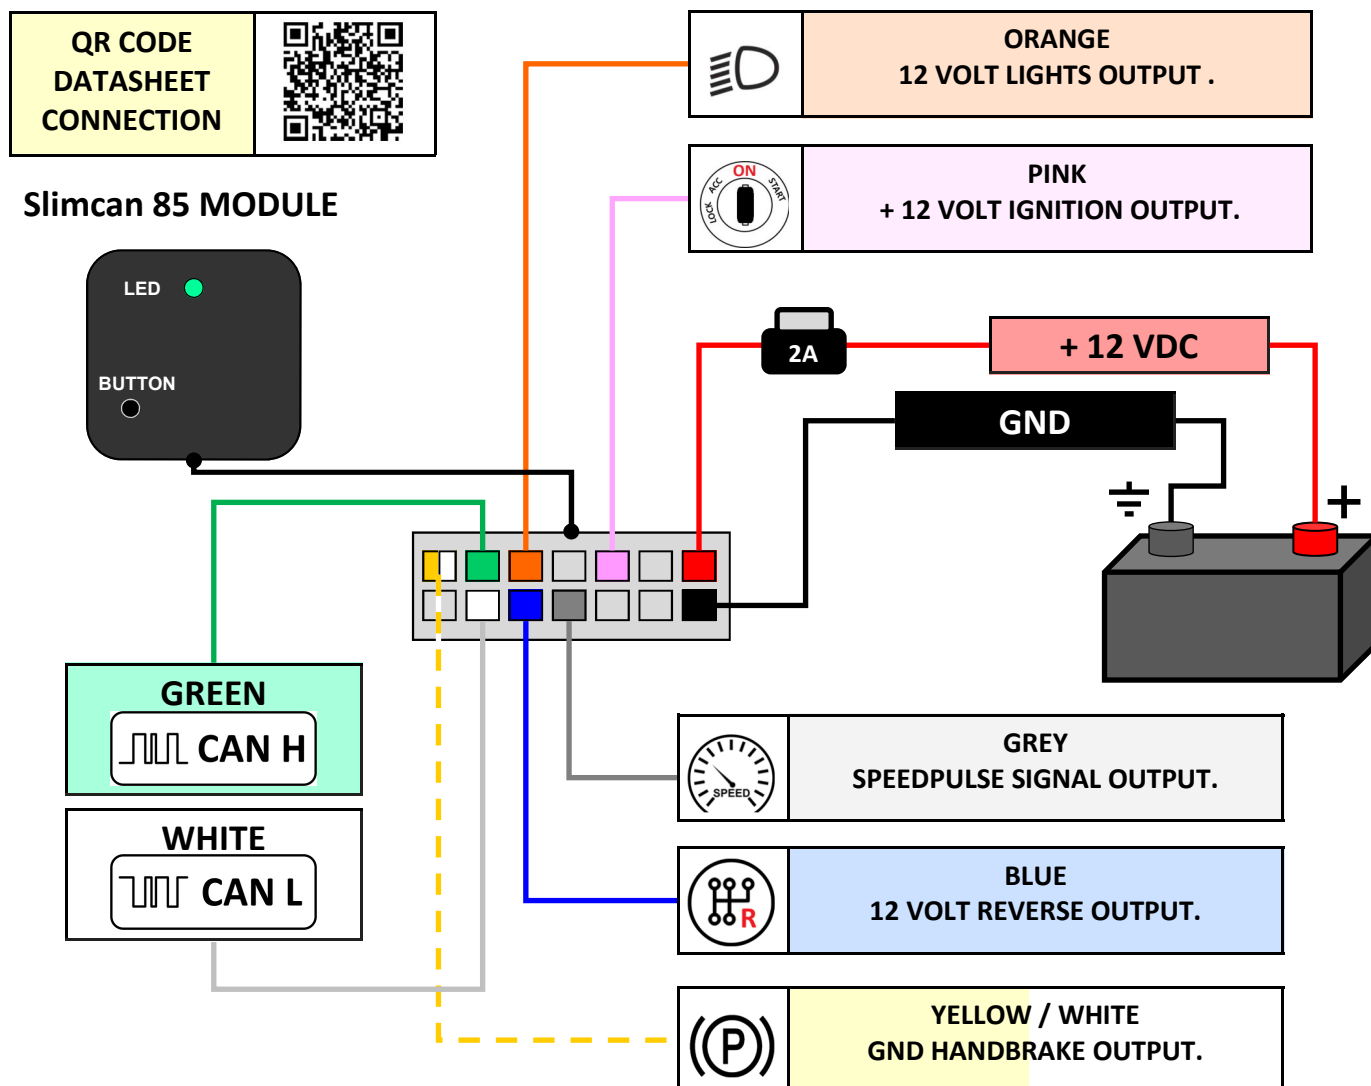 QR CODE
DATASHEET
CONNECTION
ORANGE
12 VOLT LIGHTS OUTPUT .
Slimcan 85 MODULE
LOCK ACC ON START
PINK
+ 12 VOLT IGNITION OUTPUT.
LED
BUTTON
2A
+ 12 VDC
GND
+
GREEN
CAN H
WHITE
CAN L
SPEED
GREY
SPEEDPULSE SIGNAL OUTPUT.
R
BLUE
12 VOLT REVERSE OUTPUT.
(P)
YELLOW / WHITE
GND HANDBRAKE OUTPUT.